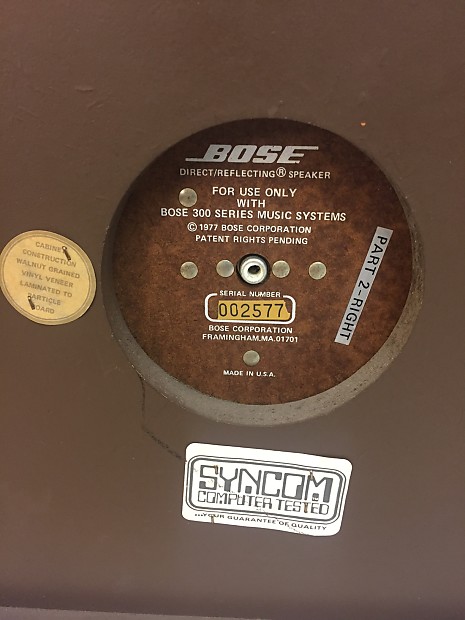 BOSE
DIRECT/REFLECTING® SPEAKER
FOR USE ONLY
WITH
BOSE 300 SERIES MUSIC SYSTEMS
© 1977 BOSE CORPORATION
PATENT RIGHTS PENDING
PART 2-RIGHT
SERIAL NUMBER
002577
BOSE CORPORATION
FRAMINGHAM, MA. 01701
MADE IN U.S.A.
CABINET
CONSTRUCTION
WALNUT GRAINED
VINYL VENEER
LAMINATED TO
PARTICLE
BOARD
SYNCOM
COMPUTER TESTED
...YOUR GUARANTEE OF QUALITY